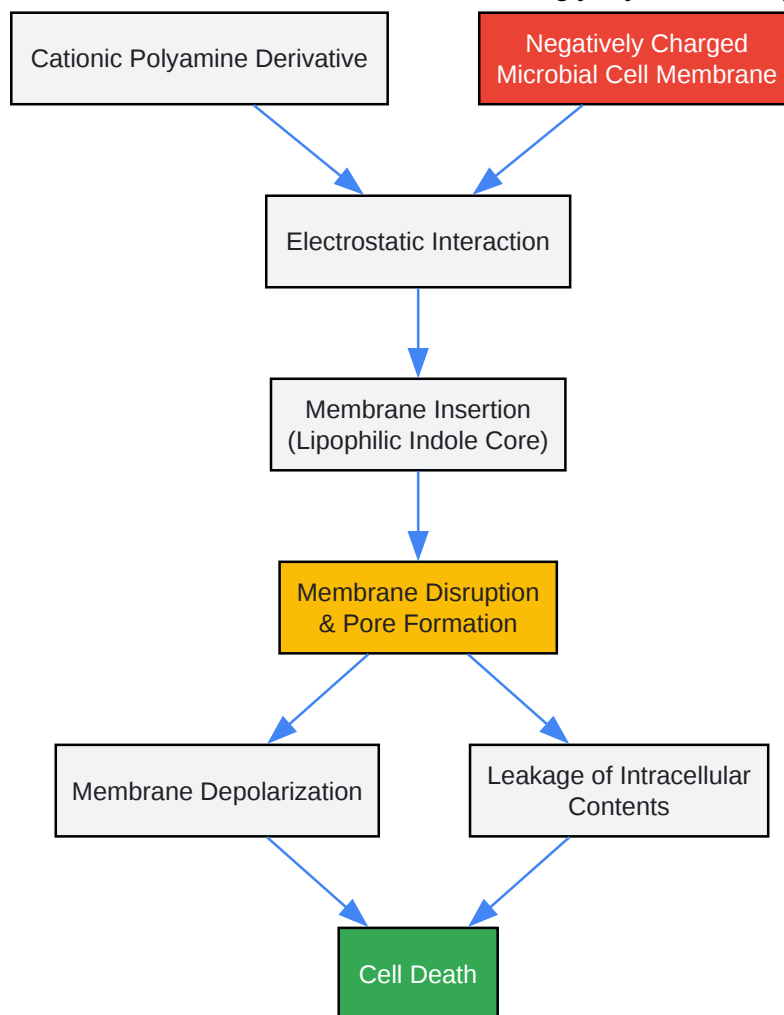 Cationic Polyamine Derivative
Negatively Charged
Microbial Cell Membrane
Electrostatic Interaction
Membrane Insertion
(Lipophilic Indole Core)
Membrane Disruption
& Pore Formation
Membrane Depolarization
Leakage of Intracellular
Contents
Cell Death